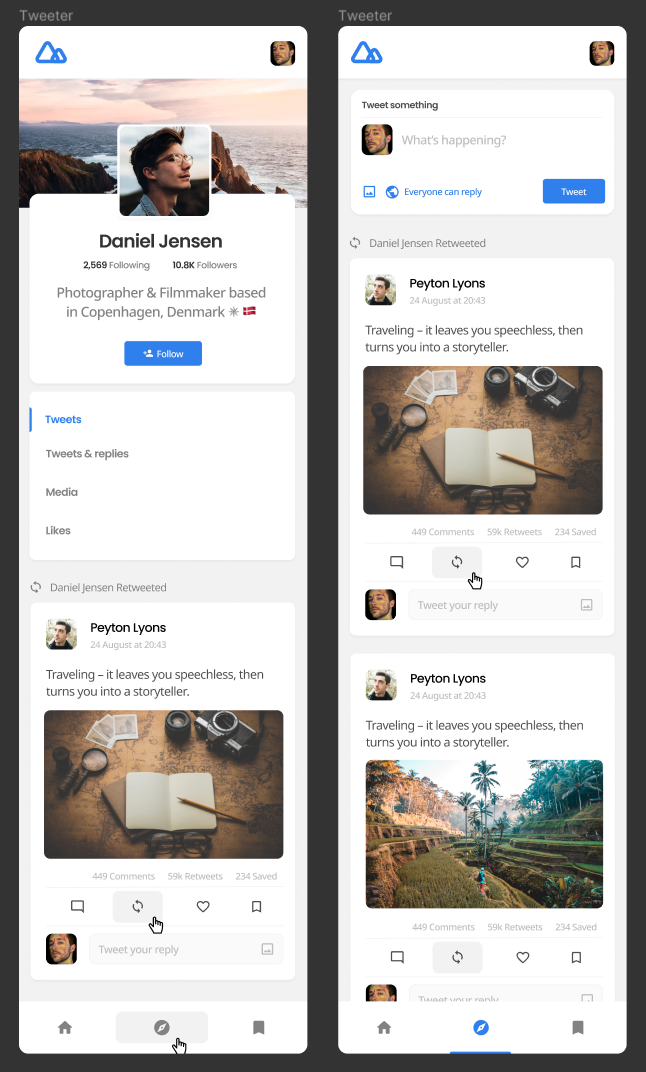 Tweeter
Daniel Jensen
2,569 Following 10.8K Followers
Photographer & Filmmaker based
in Copenhagen, Denmark ✳ 🇩🇰
Follow
Tweets
Tweets & replies
Media
Likes
Daniel Jensen Retweeted
Peyton Lyons
24 August at 20:43
Traveling – it leaves you speechless, then
turns you into a storyteller.
449 Comments 59k Retweets 234 Saved
Tweet your reply
Tweeter
Tweet something
What's happening?
Everyone can reply
Tweet
Daniel Jensen Retweeted
Peyton Lyons
24 August at 20:43
Traveling – it leaves you speechless, then
turns you into a storyteller.
449 Comments 59k Retweets 234 Saved
Tweet your reply
Peyton Lyons
24 August at 20:43
Traveling – it leaves you speechless, then
turns you into a storyteller.
449 Comments 59k Retweets 234 Saved
Tweet your reply